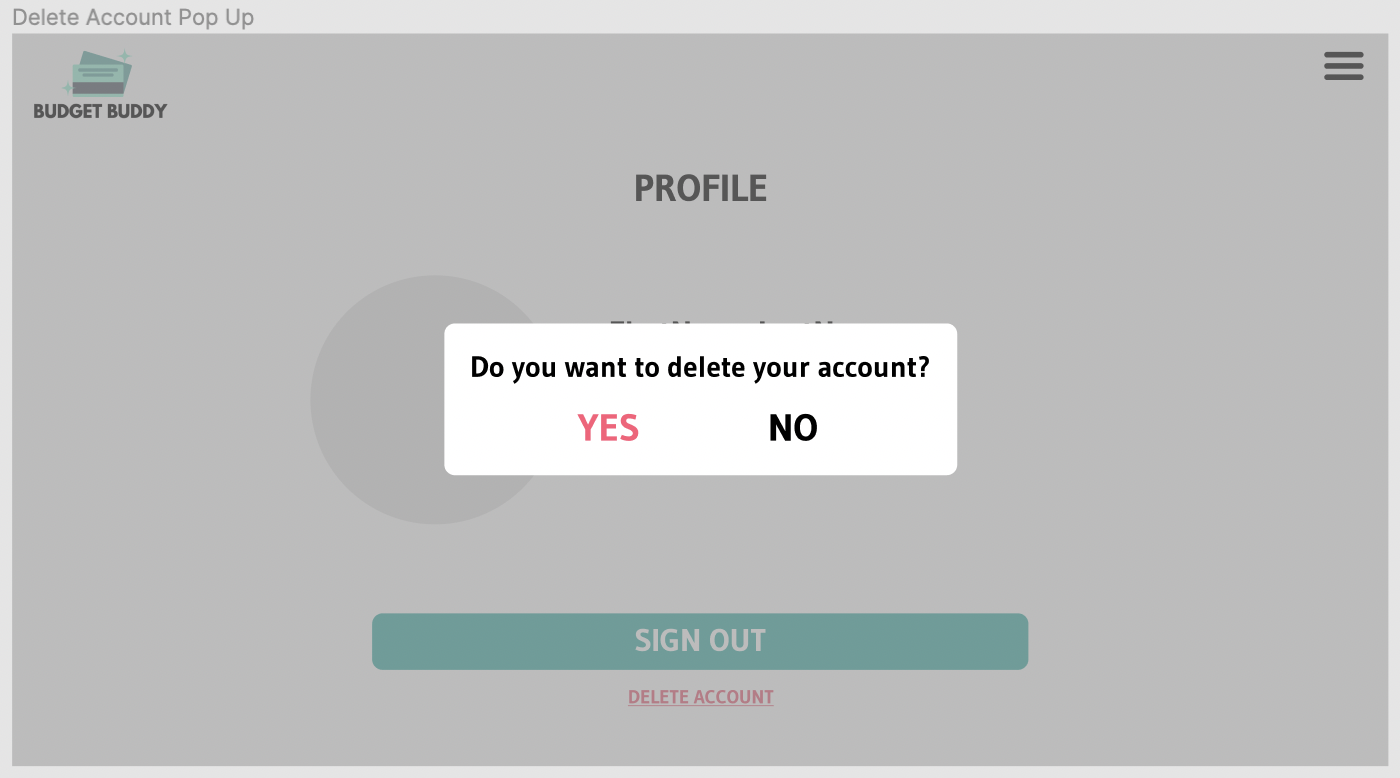 Delete Account Pop Up
BUDGET BUDDY
PROFILE
Do you want to delete your account?
YES NO
SIGN OUT
DELETE ACCOUNT